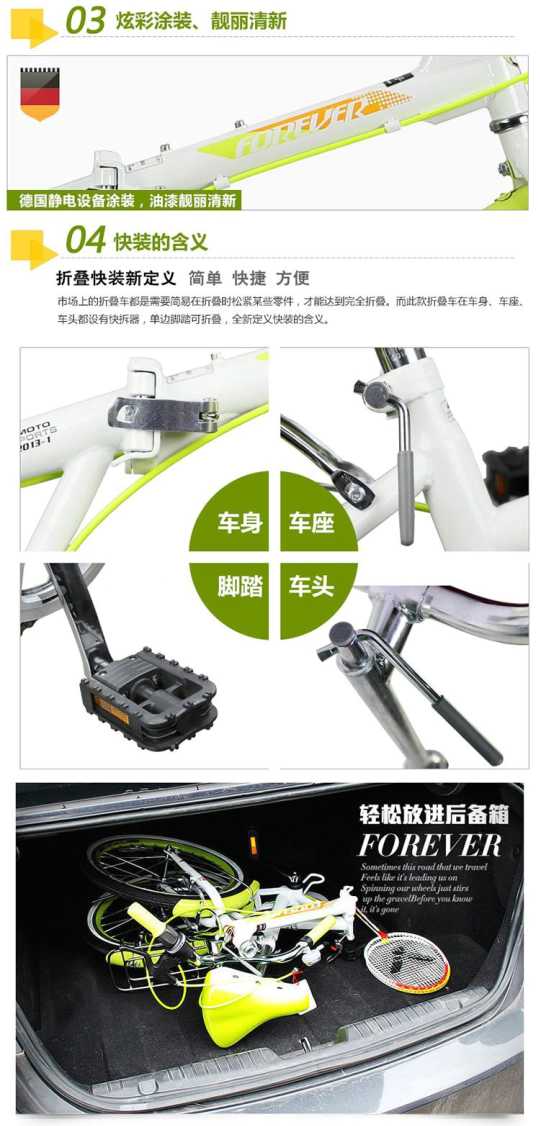 03 炫彩涂装、靓丽清新
FOREVER
德国静电设备涂装，油漆靓丽清新
04 快装的含义
折叠快装新定义 简单 快捷 方便
市场上的折叠车都是需要简易在折叠时松紧某些零件，才能达到完全折叠。而此款折叠车在车身、车座、
车头都设有快拆器，单边脚踏可折叠，全新定义快装的含义。
MOTO
SPORTS
2013-1
车身
车座
脚踏
车头
轻松放进后备箱
FOREVER
Sometimes this road that we travel
Feels like it's leading us on
Spinning our wheels just stirs
up the gravelBefore you know
it, it's gone
FOREVER